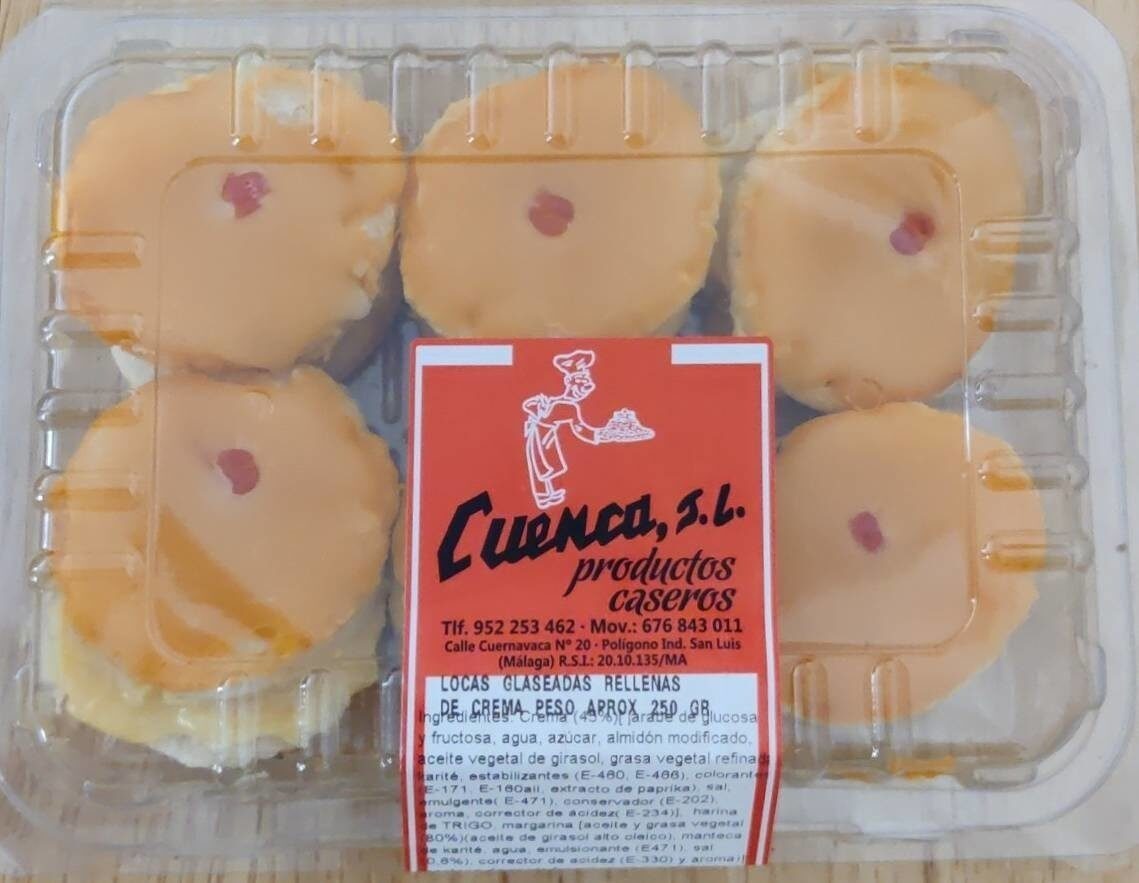 Cuenca, S.L.
productos
caseros
Tlf. 952 253 462 · Mov.: 676 843 011
Calle Cuernavaca Nº 20 · Polígono Ind. San Luis
(Málaga) R.S.I.: 20.10.135/MA
LOCAS GLASEADAS RELLENAS
DE CREMA PESO APROX 250 GR
Ingredientes: Crema (45%)[ jarabe de glucosa
y fructosa, agua, azúcar, almidón modificado,
aceite vegetal de girasol, grasa vegetal refinada
karité, estabilizantes (E-460, E-466), colorantes
(E-171, E-160aii, extracto de paprika), sal,
emulgente( E-471), conservador (E-202),
aroma, corrector de acidez( E-234)], harina
de TRIGO, margarina [aceite y grasa vegetal
(80%)(aceite de girasol alto oleico), manteca
de karité, agua, emulsionante (E471), sal
(0,6%), corrector de acidez (E-330) y aroma)]